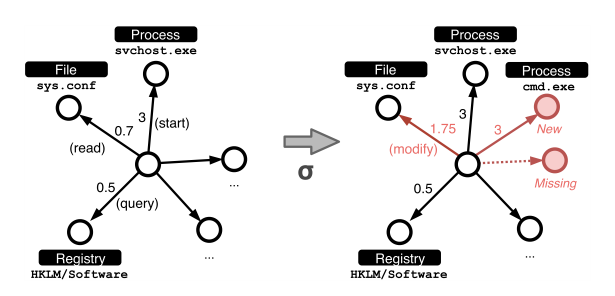 Process
svchost.exe
File
sys.conf
0.7
3
(start)
(read)
0.5
(query)
...
...
Registry
HKLM/Software
σ
Process
svchost.exe
File
sys.conf
Process
cmd.exe
1.75
3
3
New
(modify)
Missing
0.5
...
Registry
HKLM/Software